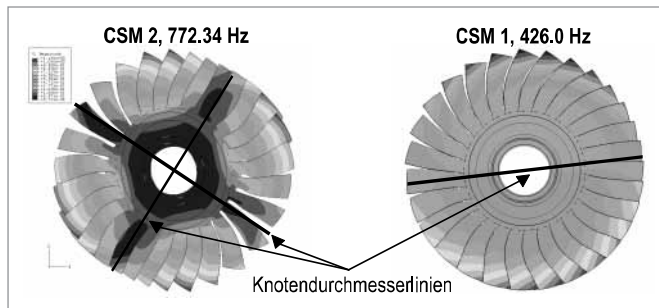 CSM 2, 772.34 Hz
CSM 1, 426.0 Hz
Knotendurchmesserlinien